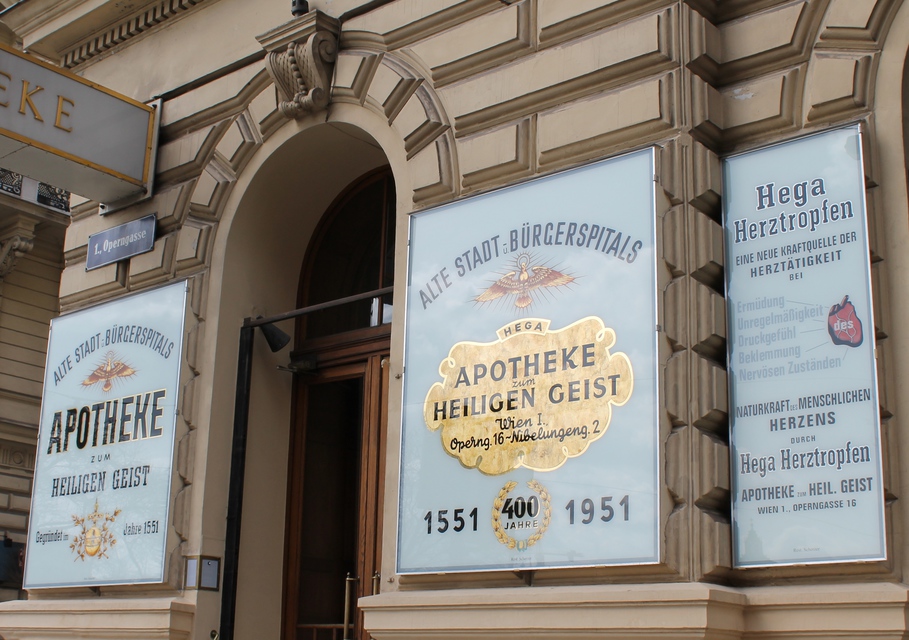 EKE
1., Operngasse
ALTE STADT u. BÜRGERSPITALS
APOTHEKE
ZUM
HEILIGEN GEIST
Gegründet im Jahre 1551
ALTE STADT u. BÜRGERSPITALS
HEGA
APOTHEKE
zum
HEILIGEN GEIST
Wien I.
Operng. 16-Nibelungeng. 2
1551 400 1951
JAHRE
Hega
Herztropfen
EINE NEUE KRAFTQUELLE DER
HERZTÄTIGKEIT
BEI
Ermüdung
Unregelmäßigkeit
Druckgefühl
Beklemmung
Nervösen Zuständen
des
NATURKRAFT DES MENSCHLICHEN
HERZENS
DURCH
Hega Herztropfen
APOTHEKE ZUM HEIL. GEIST
WIEN 1., OPERNGASSE 16